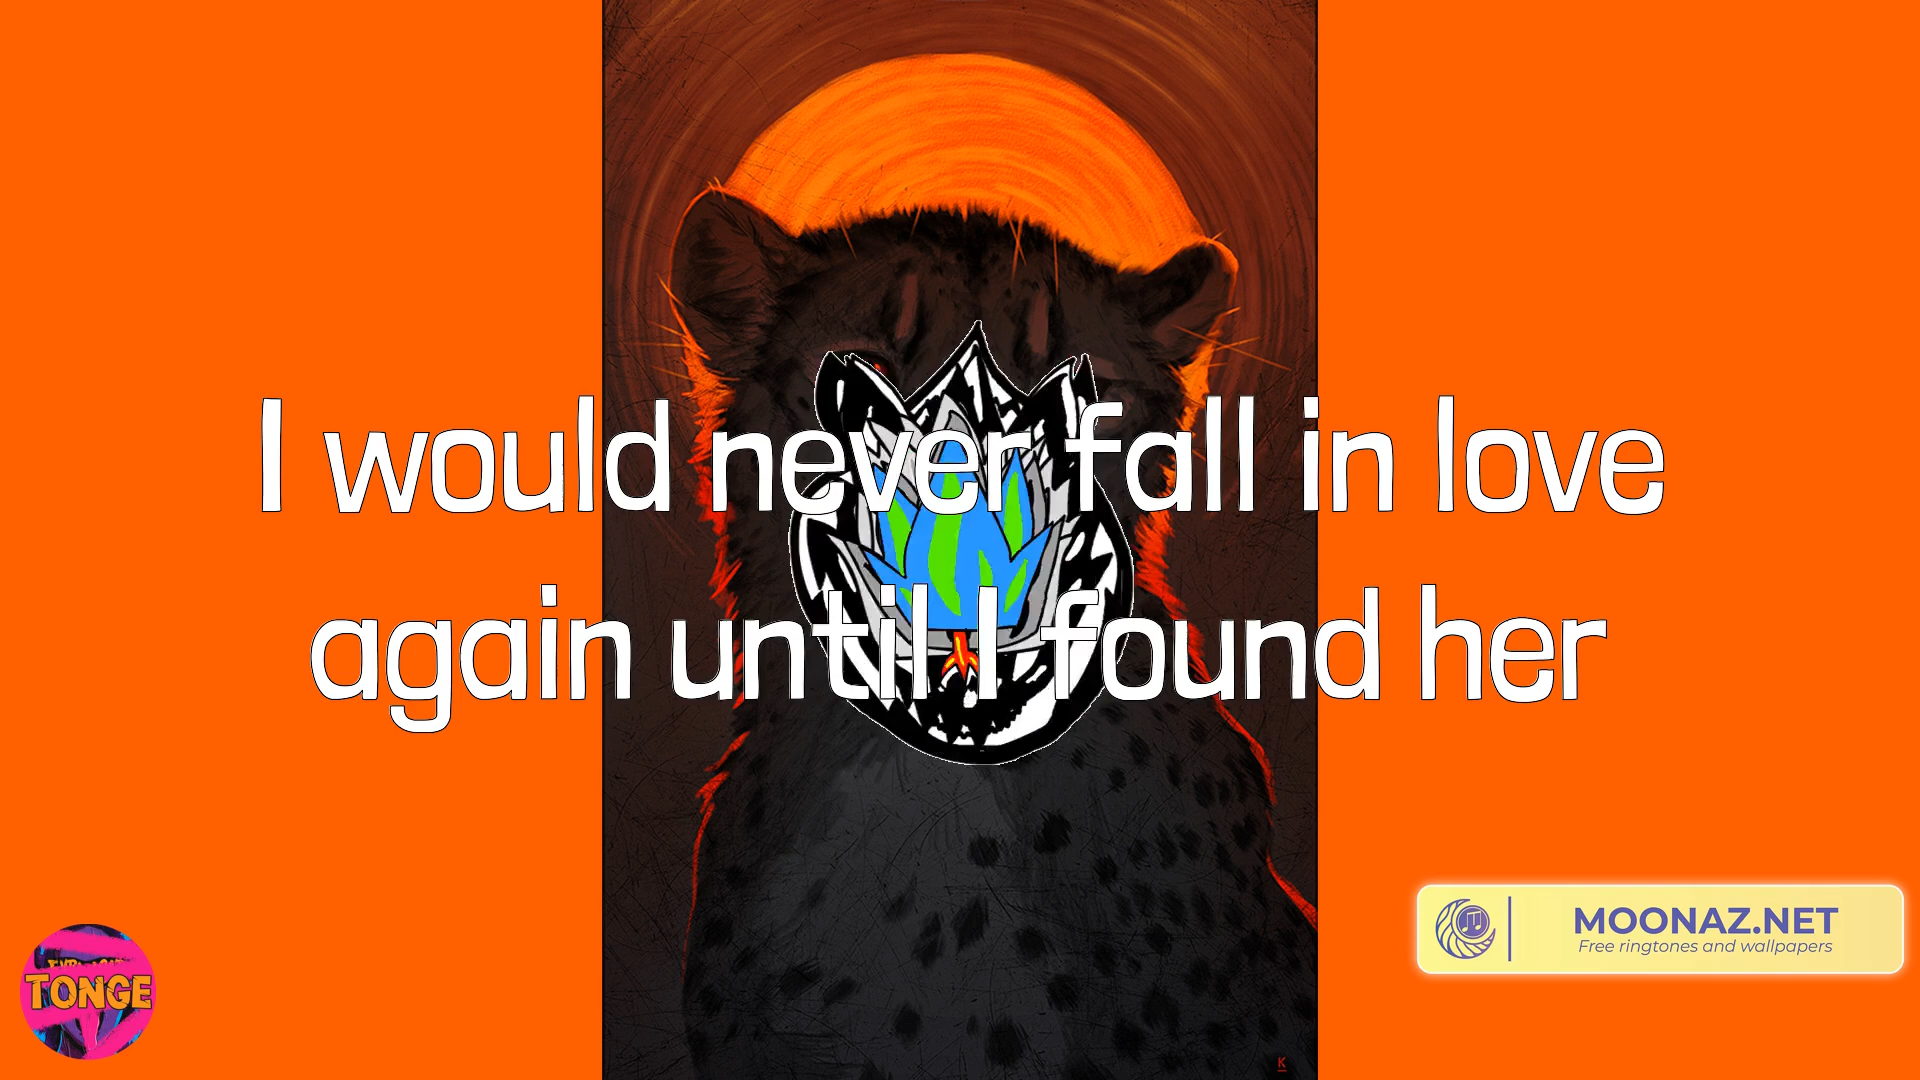 I would never fall in love
again until I found her
TONGE
MOONAZ.NET
Free ringtones and wallpapers
K